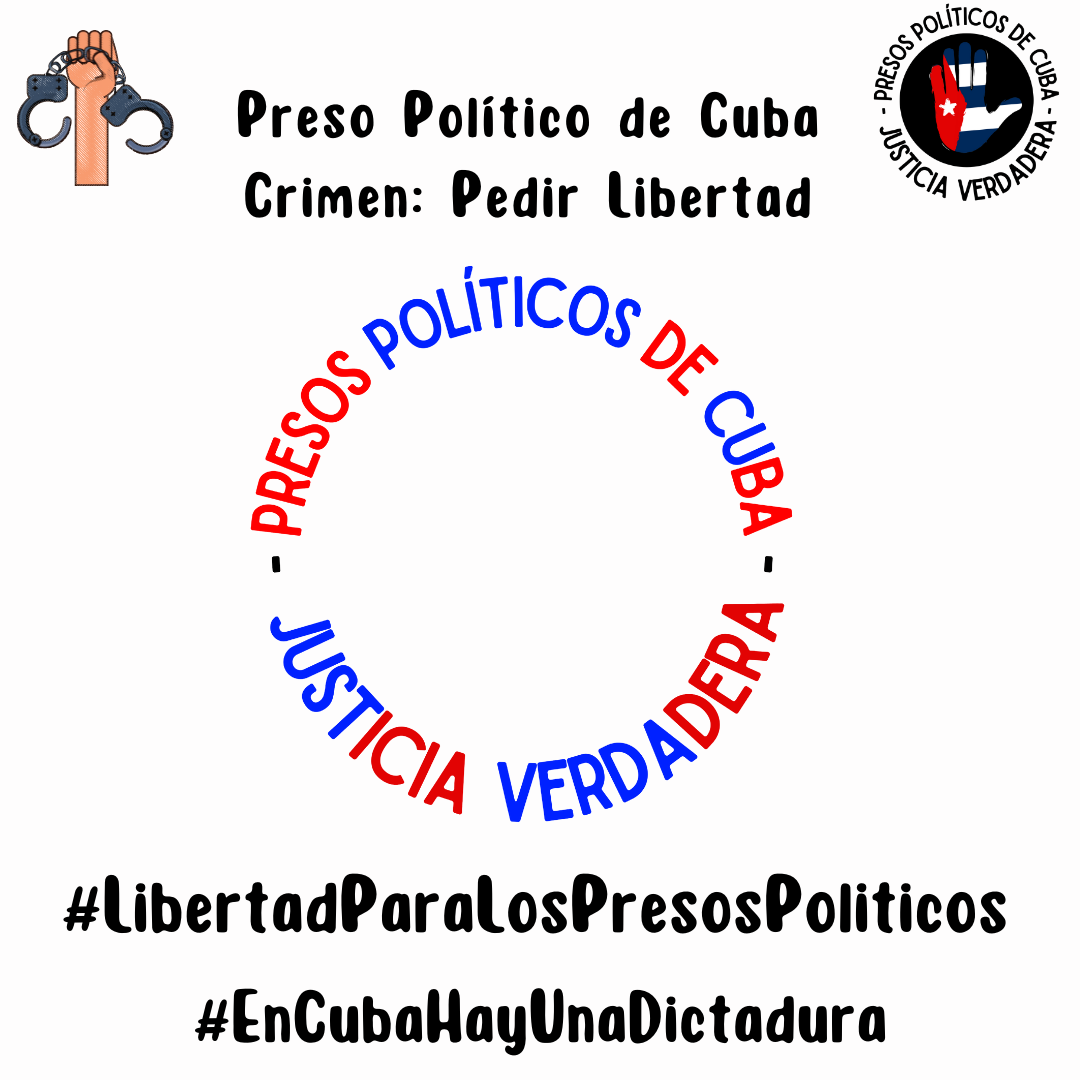 - PRESOS POLÍTICOS DE CUBA -
JUSTICIA VERDADERA
Preso Político de Cuba
Crimen: Pedir Libertad
- PRESOS POLÍTICOS DE CUBA -
JUSTICIA VERDADERA
#LibertadParaLosPresosPoliticos
#EnCubaHayUnaDictadura